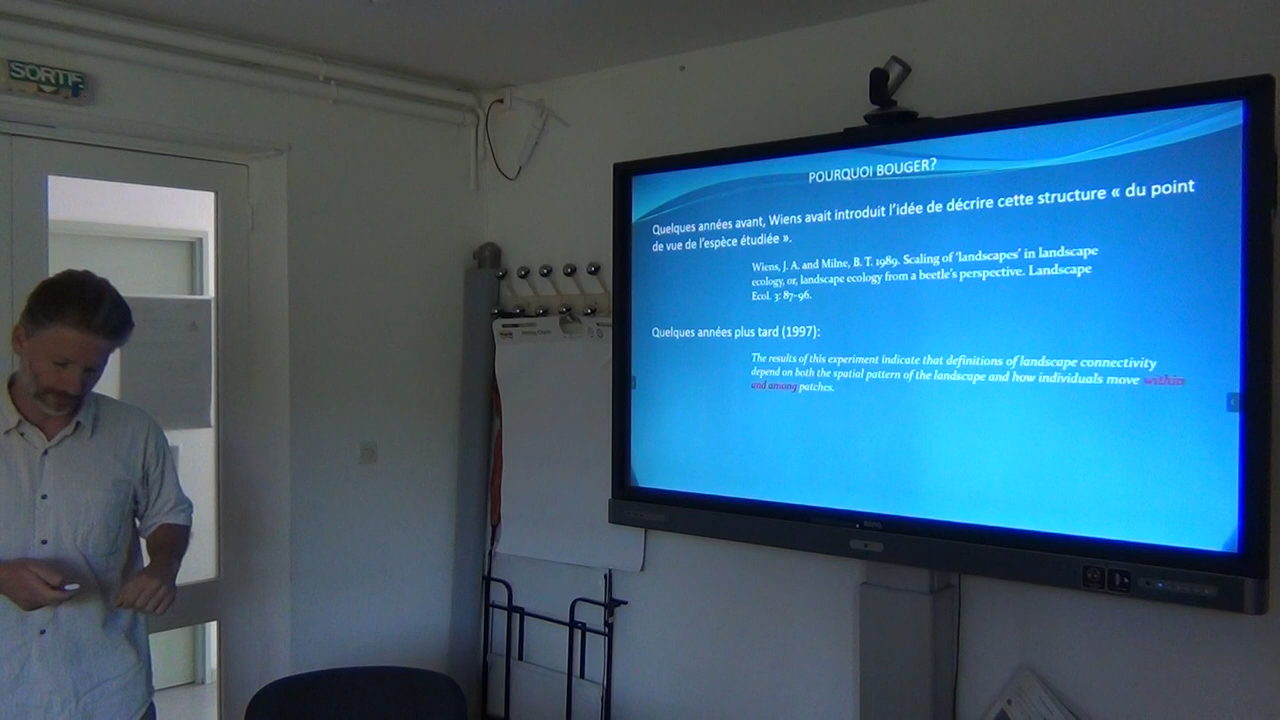 SORTIE
POURQUOI BOUGER?
Quelques années avant, Wiens avait introduit l'idée de décrire cette structure « du point
de vue de l'espèce étudiée ».
Wiens, J. A. and Milne, B. T. 1989. Scaling of 'landscapes' in landscape
ecology, or, landscape ecology from a beetle's perspective. Landscape
Ecol. 3: 87-96.
Quelques années plus tard (1997):
The results of this experiment indicate that definitions of landscape connectivity
depend on both the spatial pattern of the landscape and how individuals move within
and among patches.